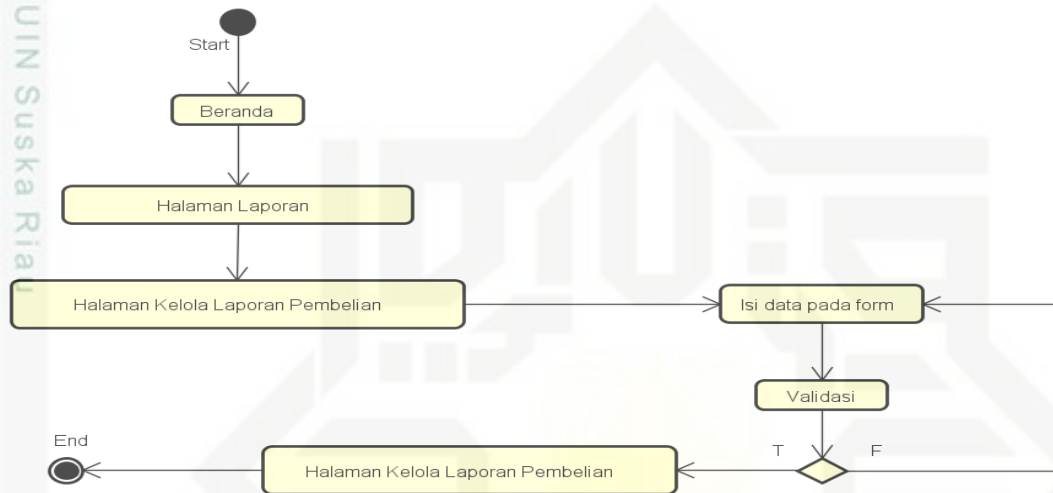 UIN Suska Riau
Start
Beranda
Halaman Laporan
Halaman Kelola Laporan Pembelian
Isi data pada form
Validasi
T
F
Halaman Kelola Laporan Pembelian
End